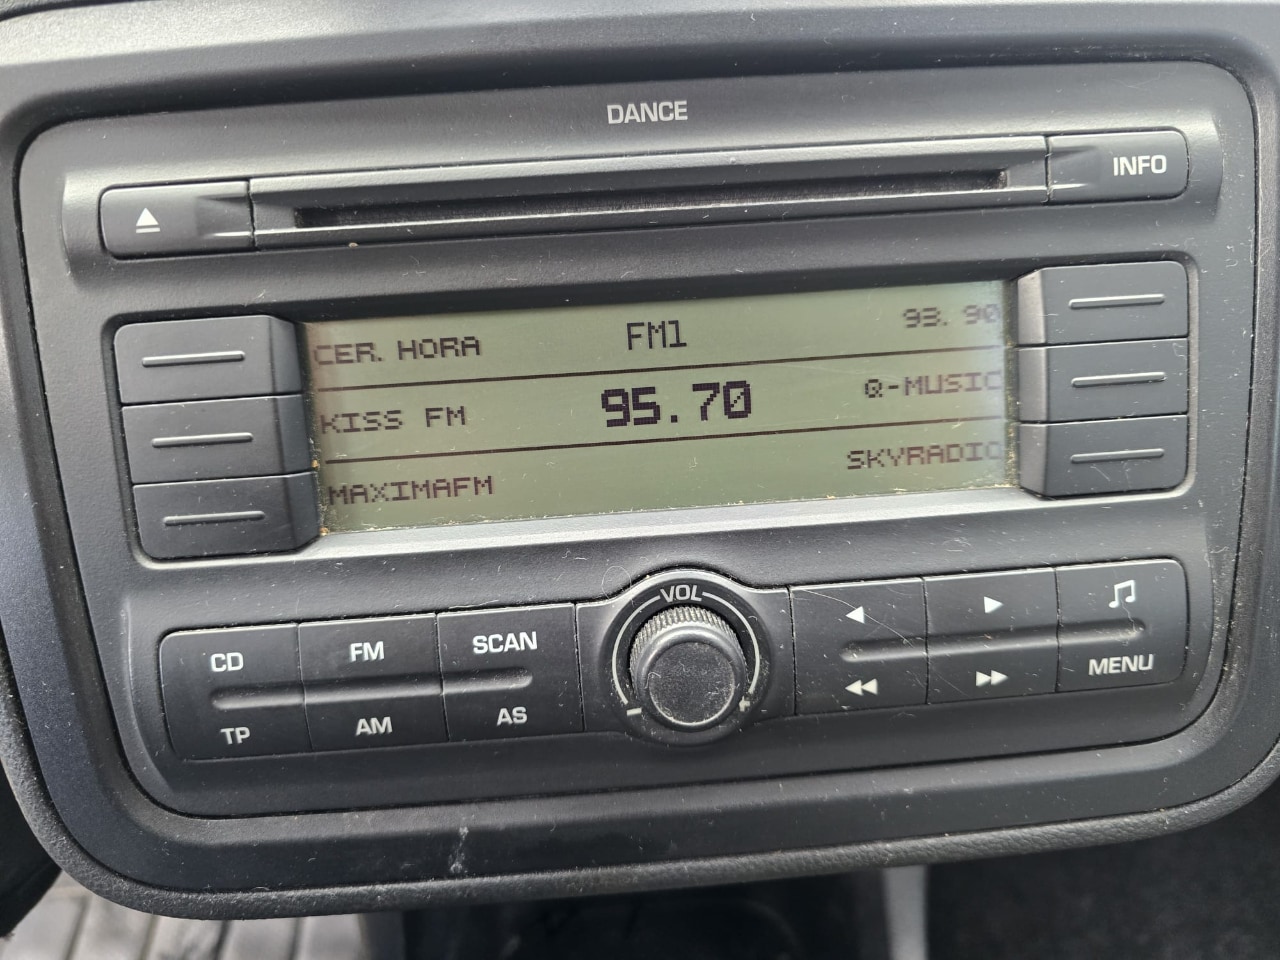 DANCE
INFO
CER. HORA FM1 93.90
KISS FM 95.70 Q-MUSIC
MAXIMAFM SKYRADIO
VOL
CD FM SCAN
TP AM AS
MENU